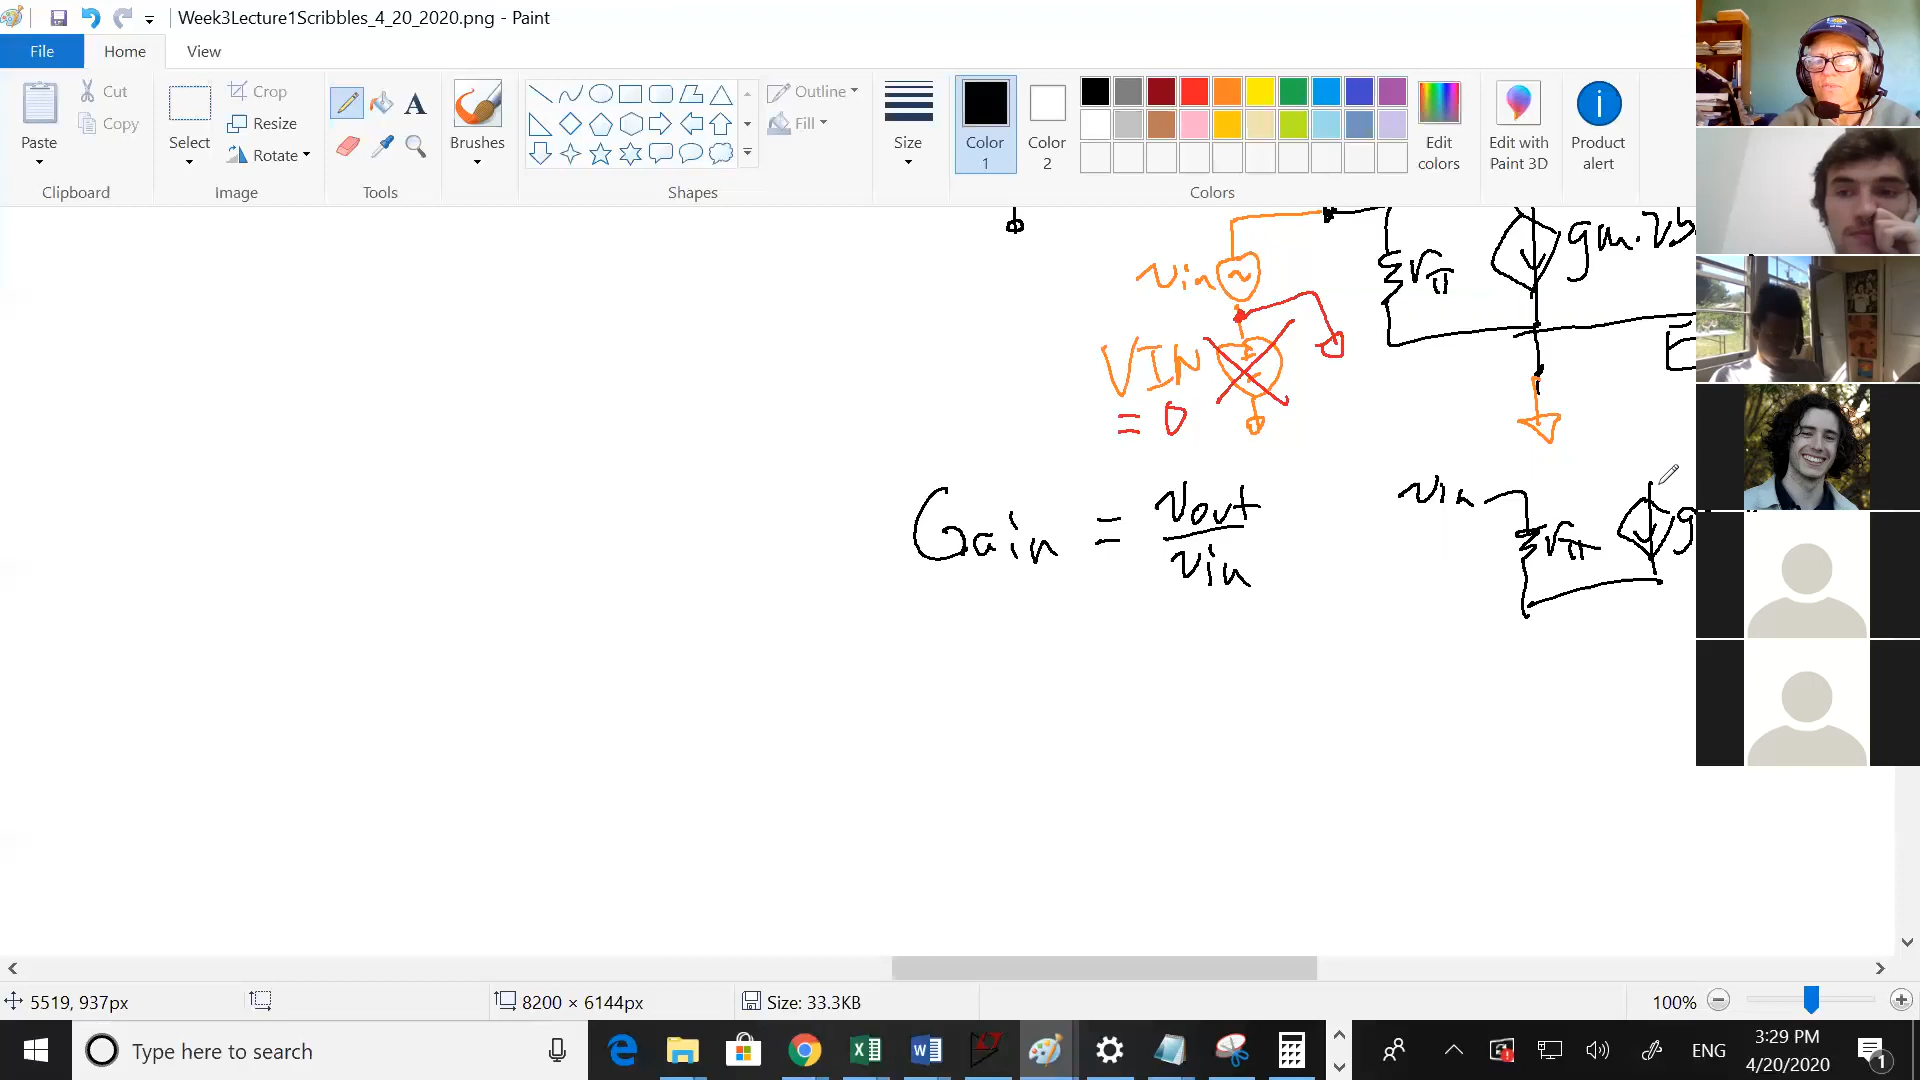 Week3Lecture1Scribbles_4_20_2020.png - Paint
File
Home
View
Paste
Cut
Copy
Clipboard
Select
Crop
Resize
Rotate
Image
Tools
Brushes
Shapes
Outline
Fill
Size
Color 1
Color 2
Colors
Edit colors
Edit with Paint 3D
Product alert
vin
rπ
gm.vb
VIN
= 0
Gain = vout
vin
vin
rπ
g
5519, 937px
8200 × 6144px
Size: 33.3KB
100%
Type here to search
ENG
3:29 PM
4/20/2020
1